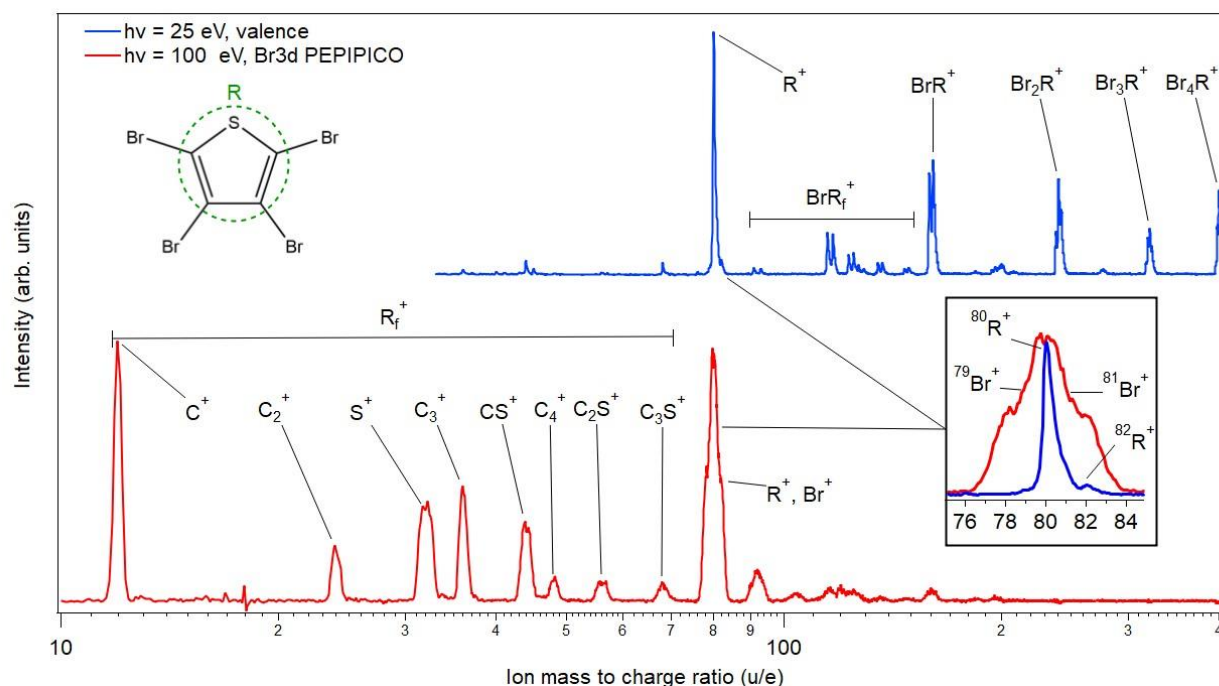 hv = 25 eV, valence
hv = 100 eV, Br3d PEPIPICO
R
S
Br
Br
Br
Br
R⁺
BrR⁺
Br₂R⁺
Br₃R⁺
Br₄R⁺
BrR_f⁺
R_f⁺
C⁺
C₂⁺
S⁺
C₃⁺
CS⁺
C₄⁺
C₂S⁺
C₃S⁺
R⁺, Br⁺
⁸⁰R⁺
⁷⁹Br⁺
⁸¹Br⁺
⁸²R⁺
76 78 80 82 84
Intensity (arb. units)
10 2 3 4 5 6 7 8 9 100 2 3 4
Ion mass to charge ratio (u/e)